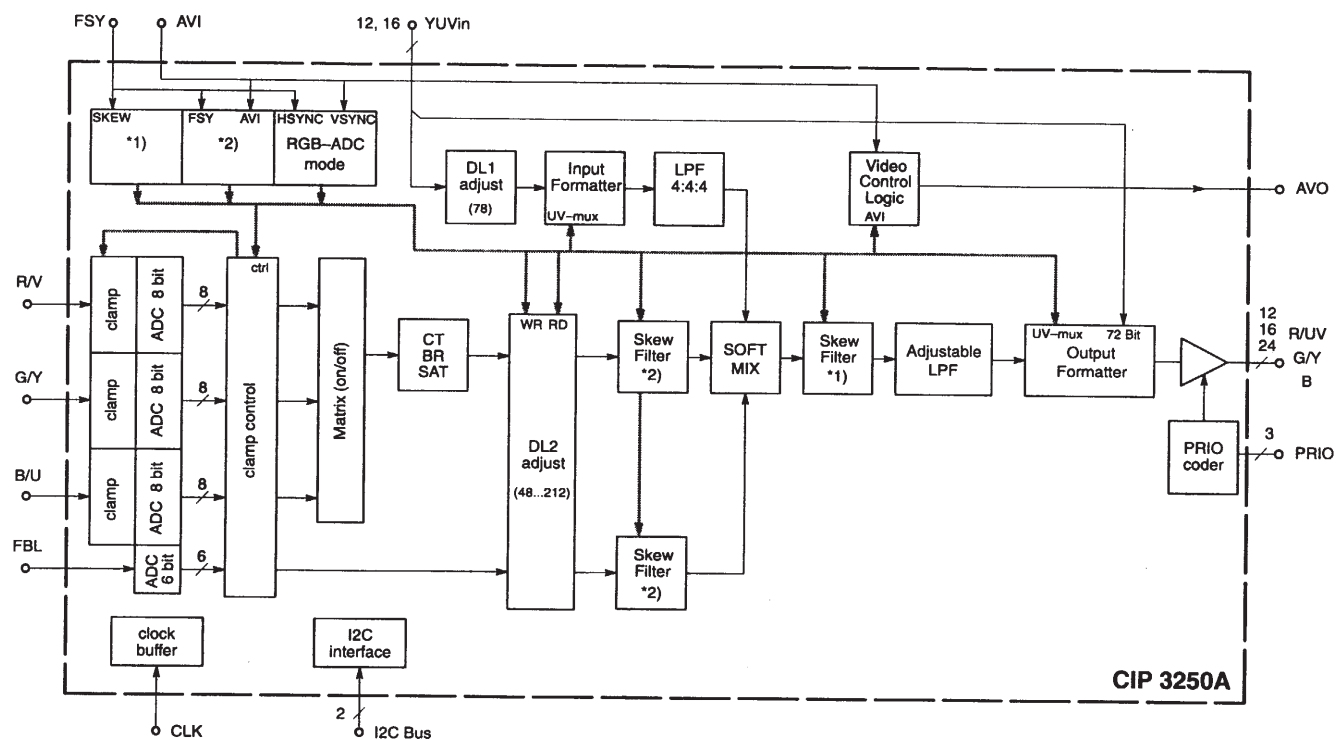 FSY
AVI
12, 16
YUVin
SKEW
*1)
FSY AVI
*2)
HSYNC VSYNC
RGB–ADC
mode
DL1
adjust
(78)
Input
Formatter
UV–mux
LPF
4:4:4
Video
Control
Logic
AVI
AVO
R/V
clamp
ADC 8 bit
8
G/Y
clamp
ADC 8 bit
8
B/U
clamp
ADC 8 bit
8
FBL
ADC
6 bit
6
ctrl
clamp control
Matrix (on/off)
CT
BR
SAT
WR RD
DL2
adjust
(48...212)
Skew
Filter
*2)
Skew
Filter
*2)
SOFT
MIX
Skew
Filter
*1)
Adjustable
LPF
UV–mux 72 Bit
Output
Formatter
12
16
24
R/UV
G/Y
B
PRIO
coder
3
PRIO
clock
buffer
CLK
I2C
interface
2
I2C Bus
CIP 3250A